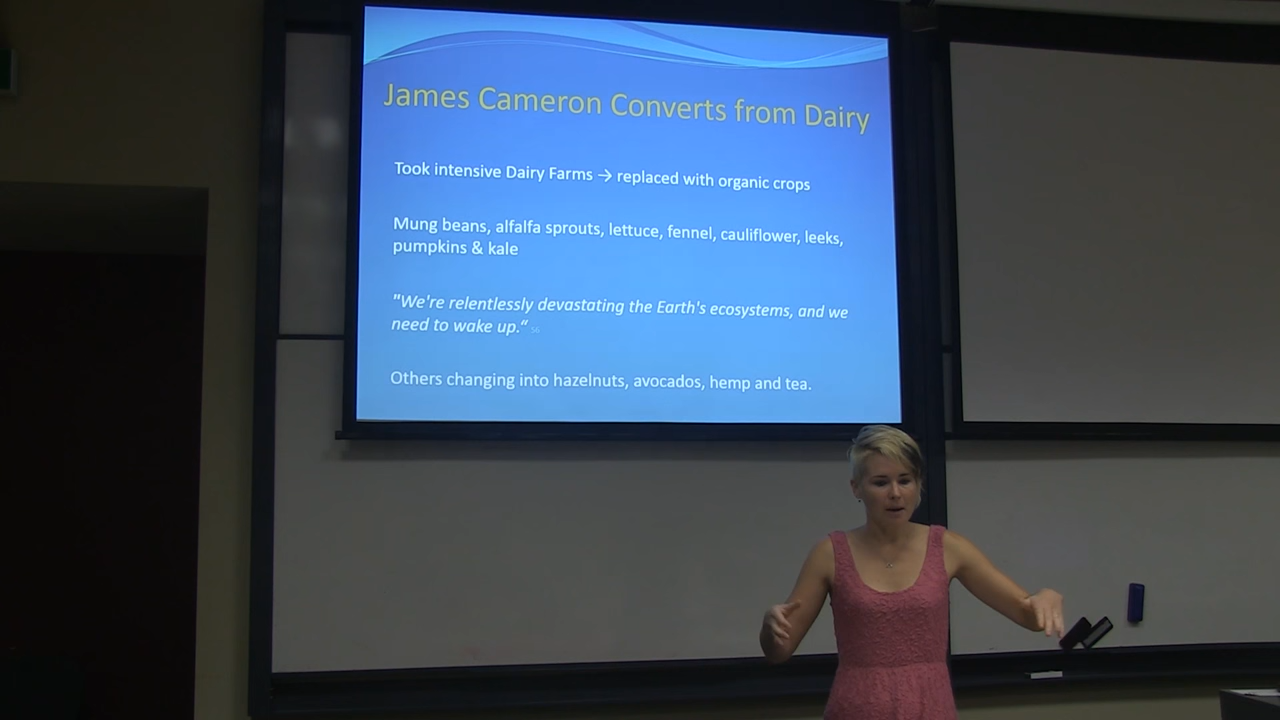 James Cameron Converts from Dairy
Took intensive Dairy Farms → replaced with organic crops
Mung beans, alfalfa sprouts, lettuce, fennel, cauliflower, leeks,
pumpkins & kale
"We're relentlessly devastating the Earth's ecosystems, and we
need to wake up.“ 56
Others changing into hazelnuts, avocados, hemp and tea.